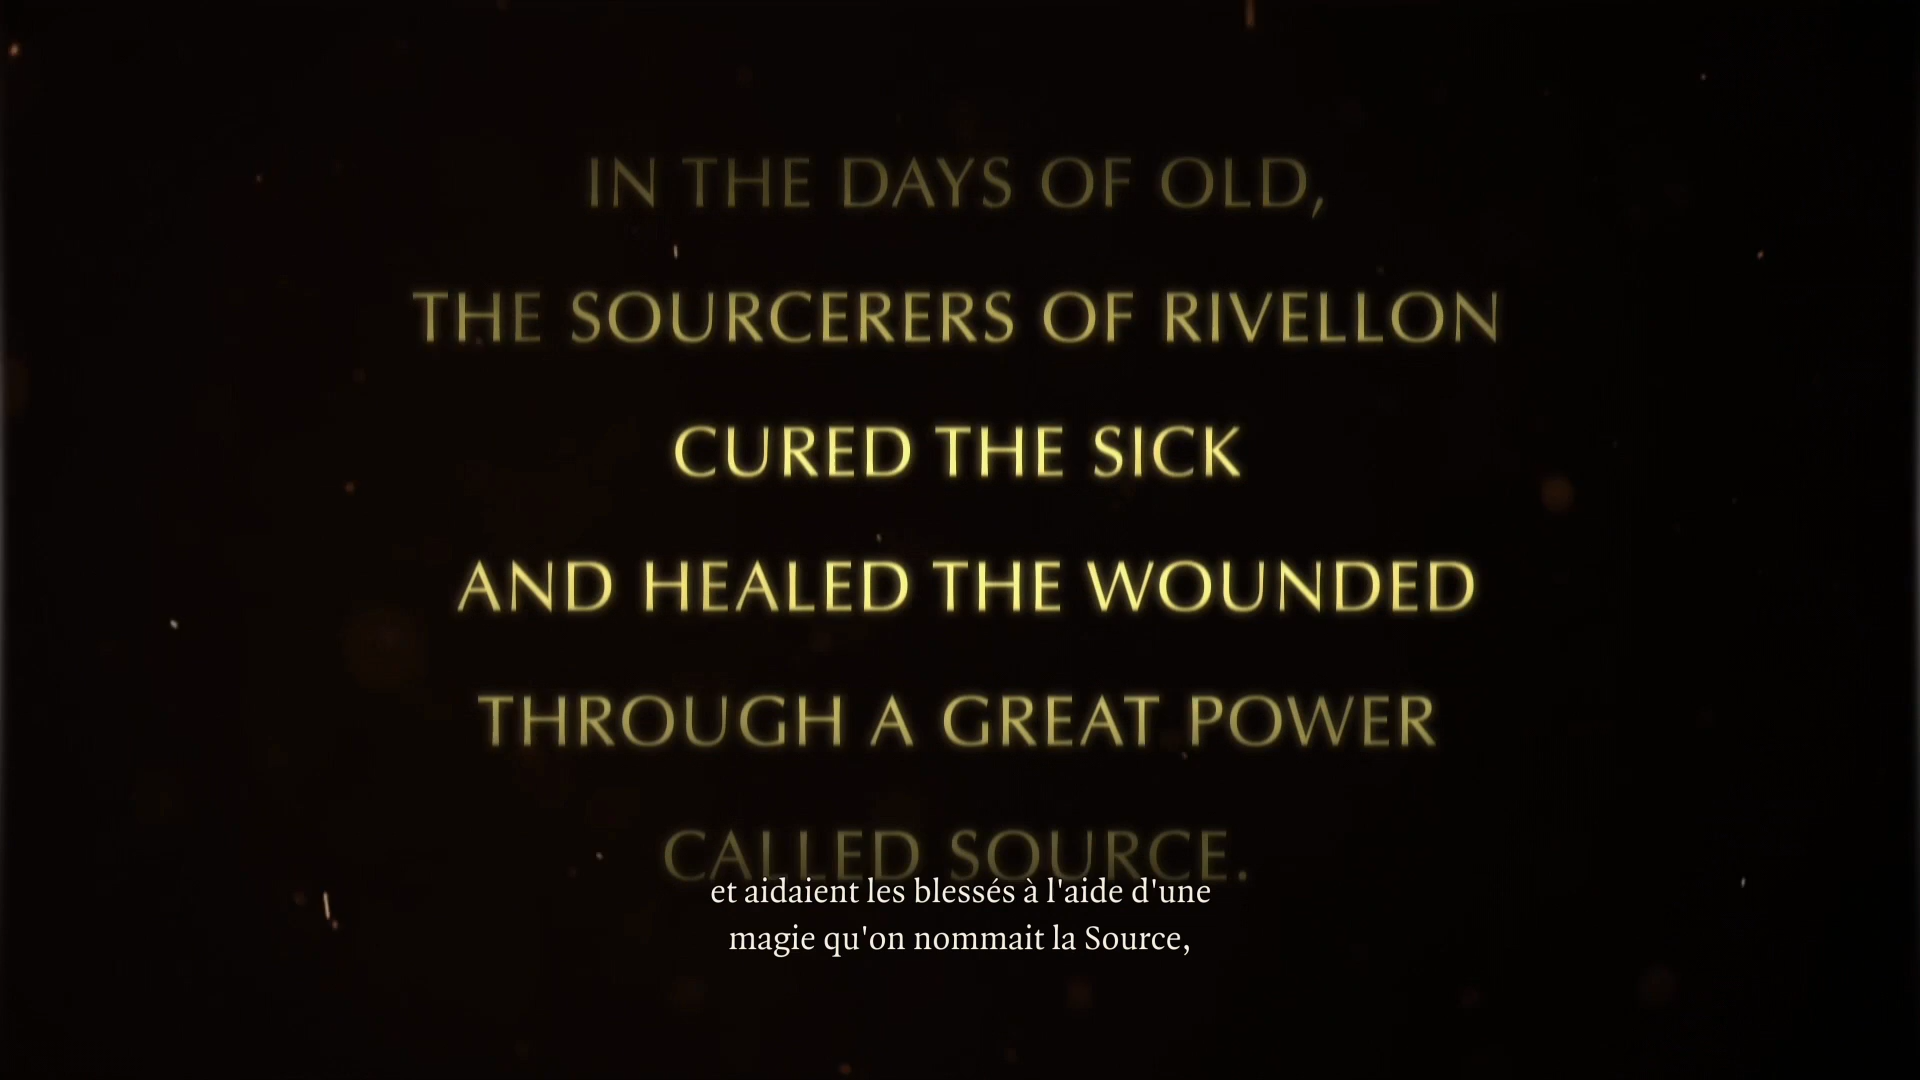 IN THE DAYS OF OLD,
THE SOURCERERS OF RIVELLON
CURED THE SICK
AND HEALED THE WOUNDED
THROUGH A GREAT POWER
CALLED SOURCE.
et aidaient les blessés à l'aide d'une
magie qu'on nommait la Source,